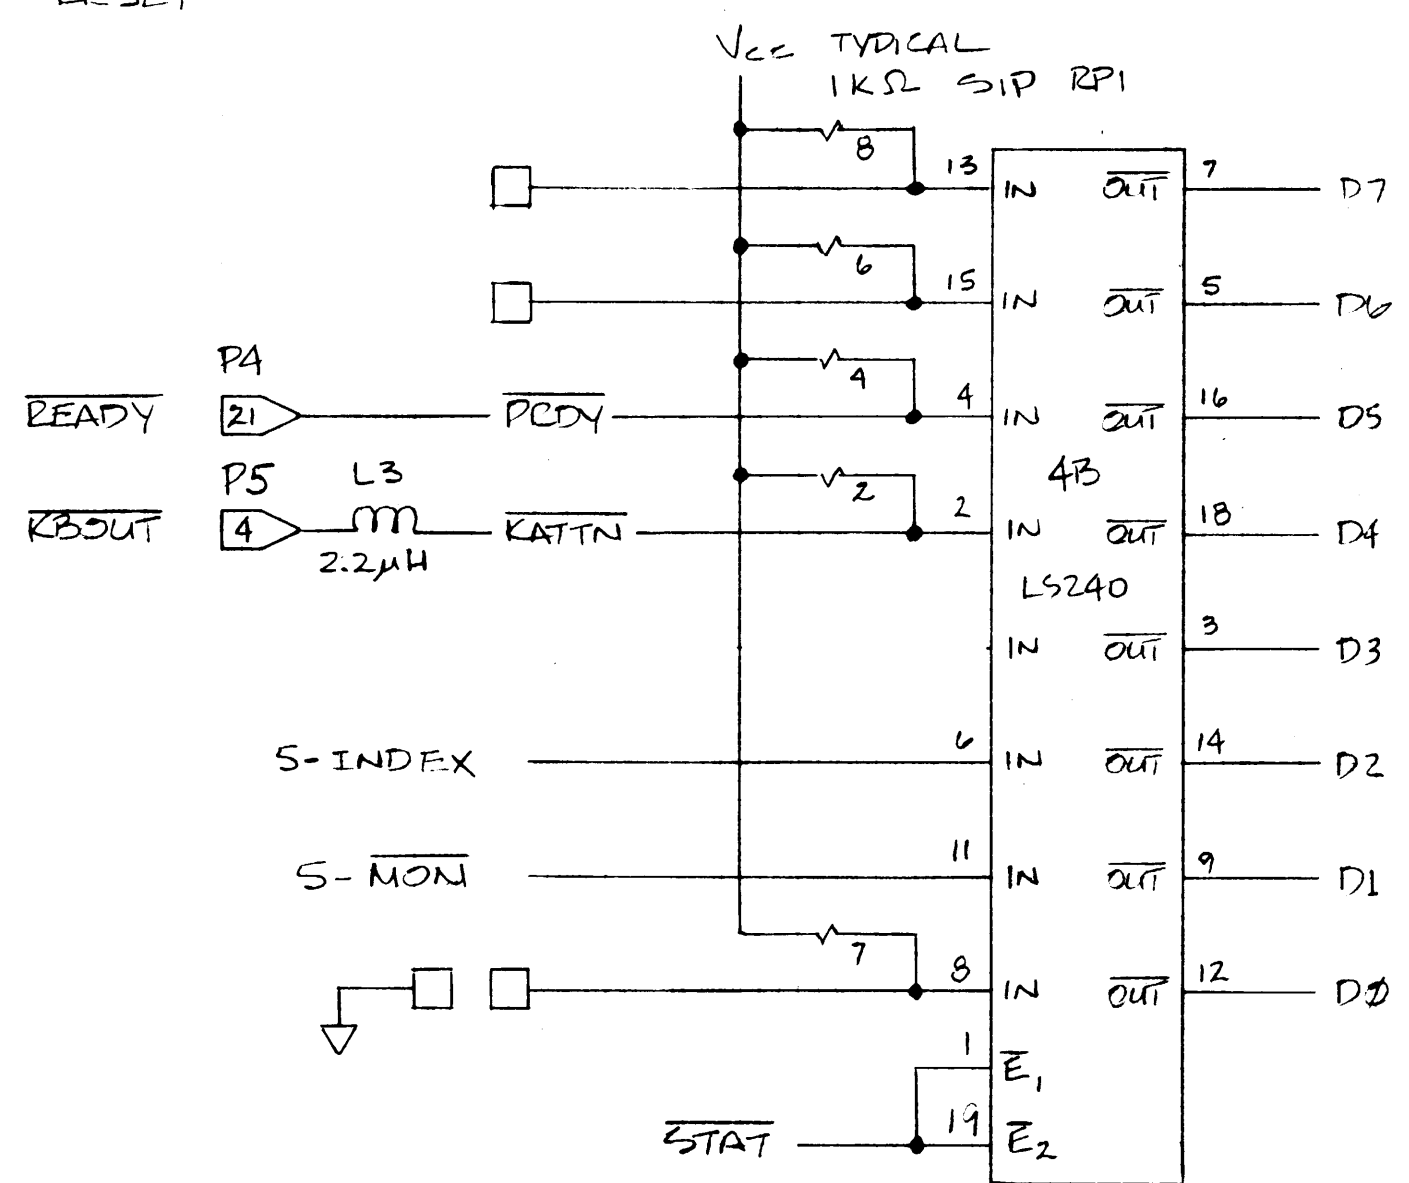 Vcc TYPICAL
1KΩ SIP RP1
8
13 IN OUT 7 D7
6
15 IN OUT 5 D6
P4
4
READY 21 PCDY 4 IN OUT 16 D5
4B
P5 L3
2
KBOUT 4 KATTN 2 IN OUT 18 D4
2.2μH
LS240
IN OUT 3 D3
S-INDEX 6 IN OUT 14 D2
S-MON 11 IN OUT 9 D1
7
8 IN OUT 12 D0
1 E1
STAT 19 E2